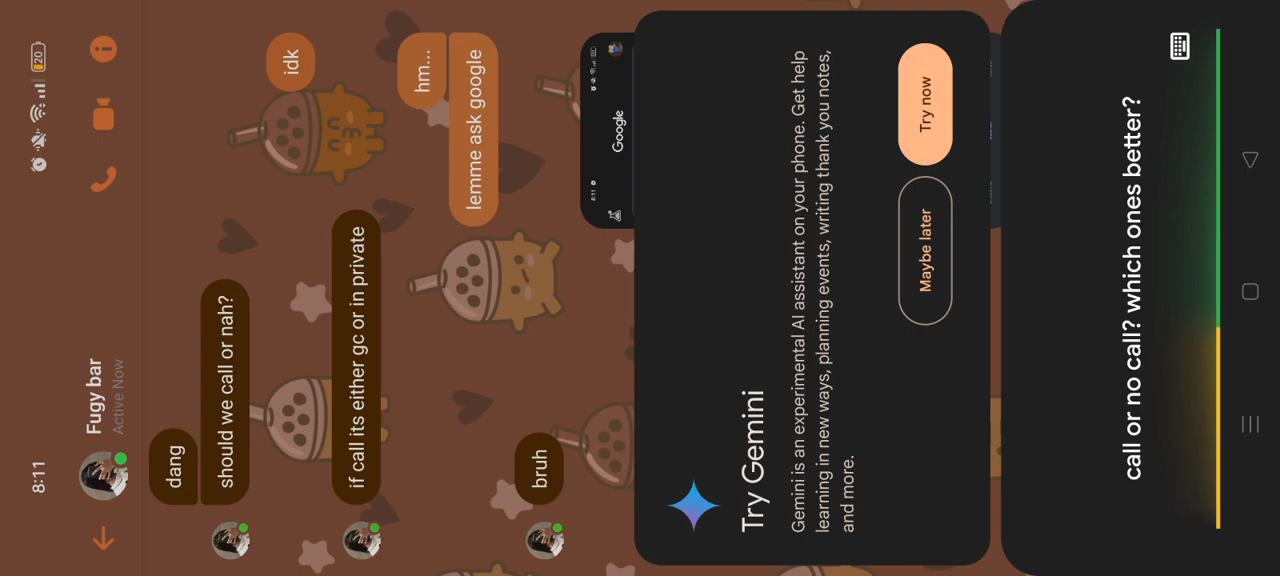 8:11
20
Fugy bar
Active Now
dang
should we call or nah?
idk
if call its either gc or in private
hm...
lemme ask google
bruh
8:11
Google
Try Gemini
Gemini is an experimental AI assistant on your phone. Get help
learning in new ways, planning events, writing thank you notes,
and more.
Maybe later
Try now
call or no call? which ones better?